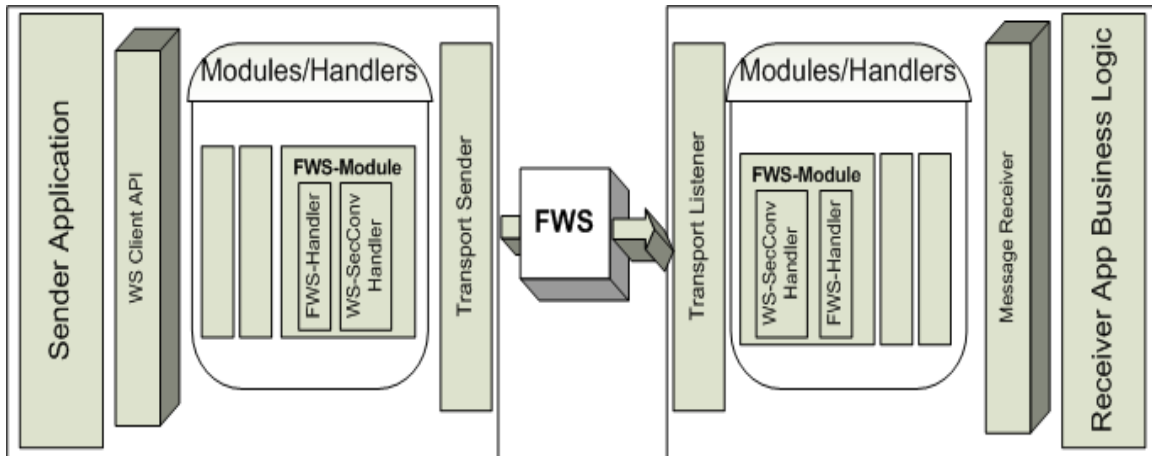 Sender Application
WS Client API
Modules/Handlers
FWS-Module
FWS-Handler
WS-SecConv
Handler
Transport Sender
FWS
Transport Listener
Modules/Handlers
FWS-Module
WS-SecConv
Handler
FWS-Handler
Message Receiver
Receiver App Business Logic